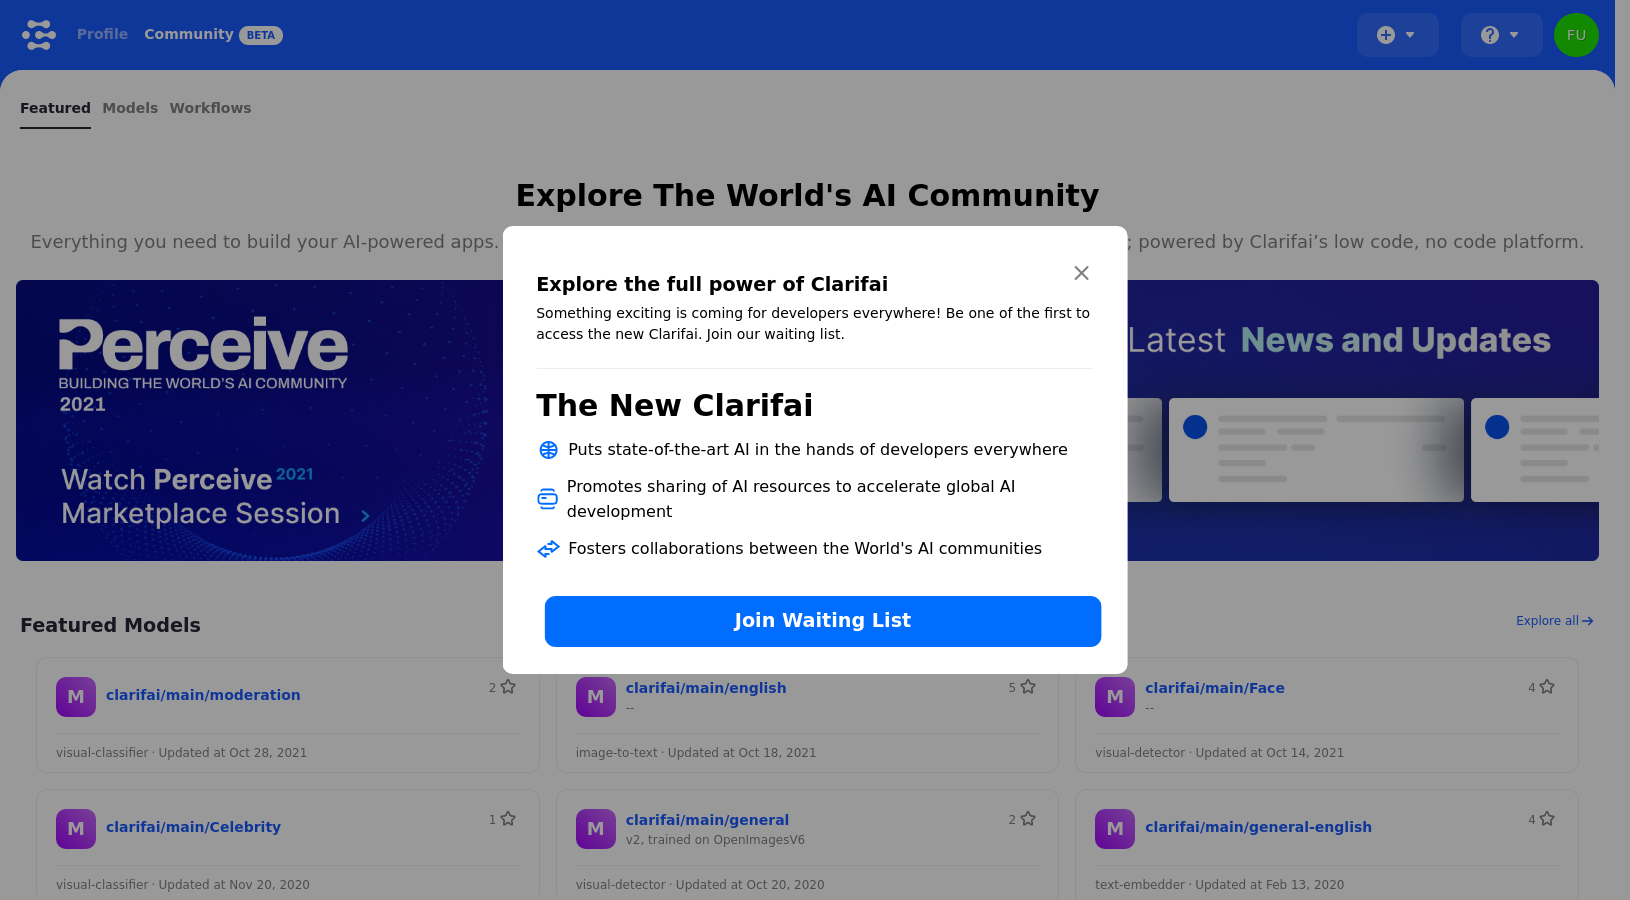 Profile Community BETA FU
Featured Models Workflows
Explore The World's AI Community
Everything you need to build your AI-powered apps. ; powered by Clarifai’s low code, no code platform.
Explore the full power of Clarifai
Something exciting is coming for developers everywhere! Be one of the first to
access the new Clarifai. Join our waiting list.
The New Clarifai
Puts state-of-the-art AI in the hands of developers everywhere
Promotes sharing of AI resources to accelerate global AI
development
Fosters collaborations between the World's AI communities
Join Waiting List
Perceive
BUILDING THE WORLD'S AI COMMUNITY
2021
Watch Perceive 2021
Marketplace Session
Latest News and Updates
Featured Models
Explore all
M clarifai/main/moderation 2
visual-classifier · Updated at Oct 28, 2021
M clarifai/main/english 5
--
image-to-text · Updated at Oct 18, 2021
M clarifai/main/Face 4
--
visual-detector · Updated at Oct 14, 2021
M clarifai/main/Celebrity 1
visual-classifier · Updated at Nov 20, 2020
M clarifai/main/general 2
v2, trained on OpenImagesV6
visual-detector · Updated at Oct 20, 2020
M clarifai/main/general-english 4
text-embedder · Updated at Feb 13, 2020